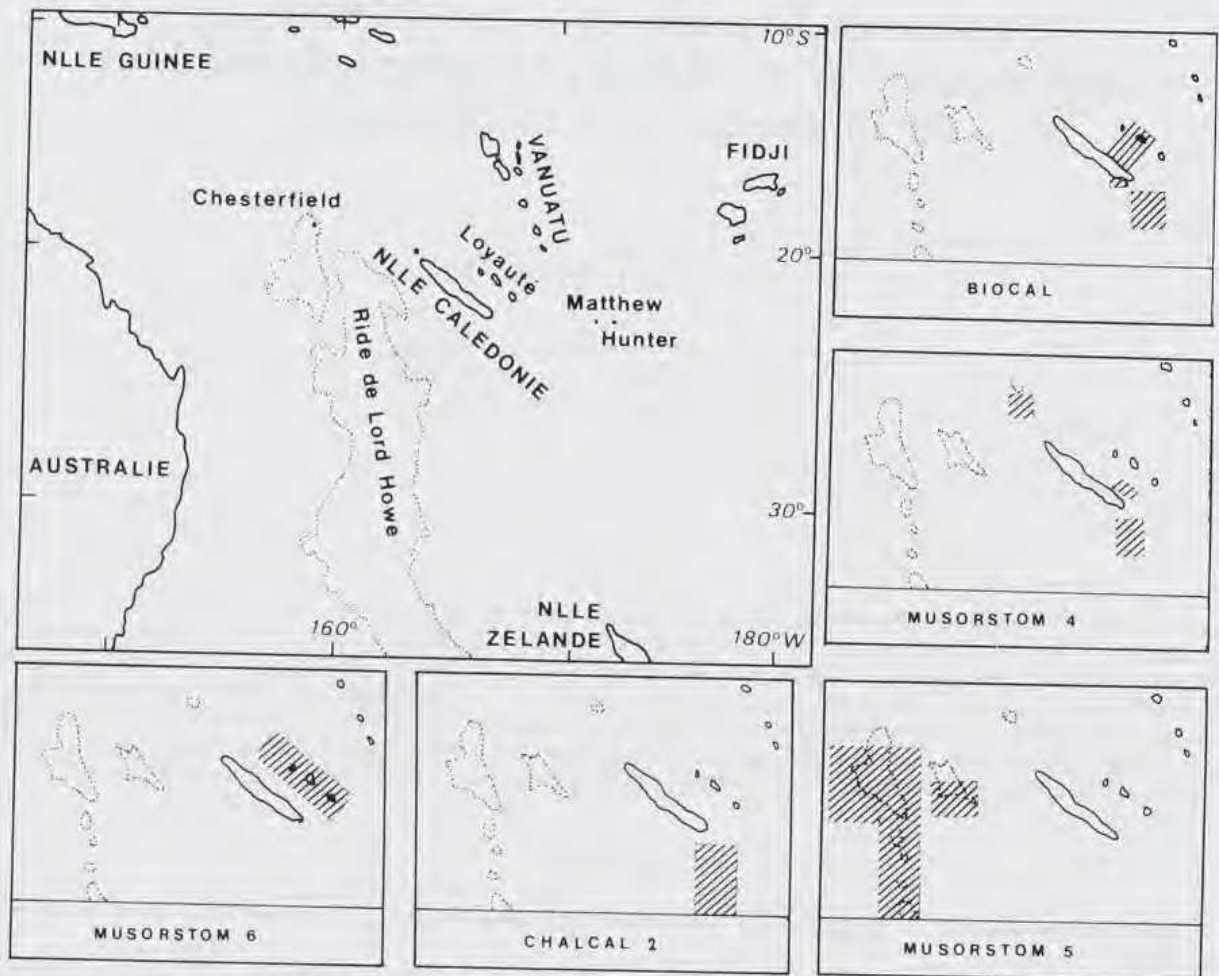 NLLE GUINEE
10° S
VANUATU
FIDJI
Chesterfield
Loyauté
20°
NLLE CALEDONIE
Matthew
Hunter
Ride de Lord Howe
AUSTRALIE
30°
NLLE
ZELANDE
160°
180° W
BIOCAL
MUSORSTOM 4
MUSORSTOM 6
CHALCAL 2
MUSORSTOM 5